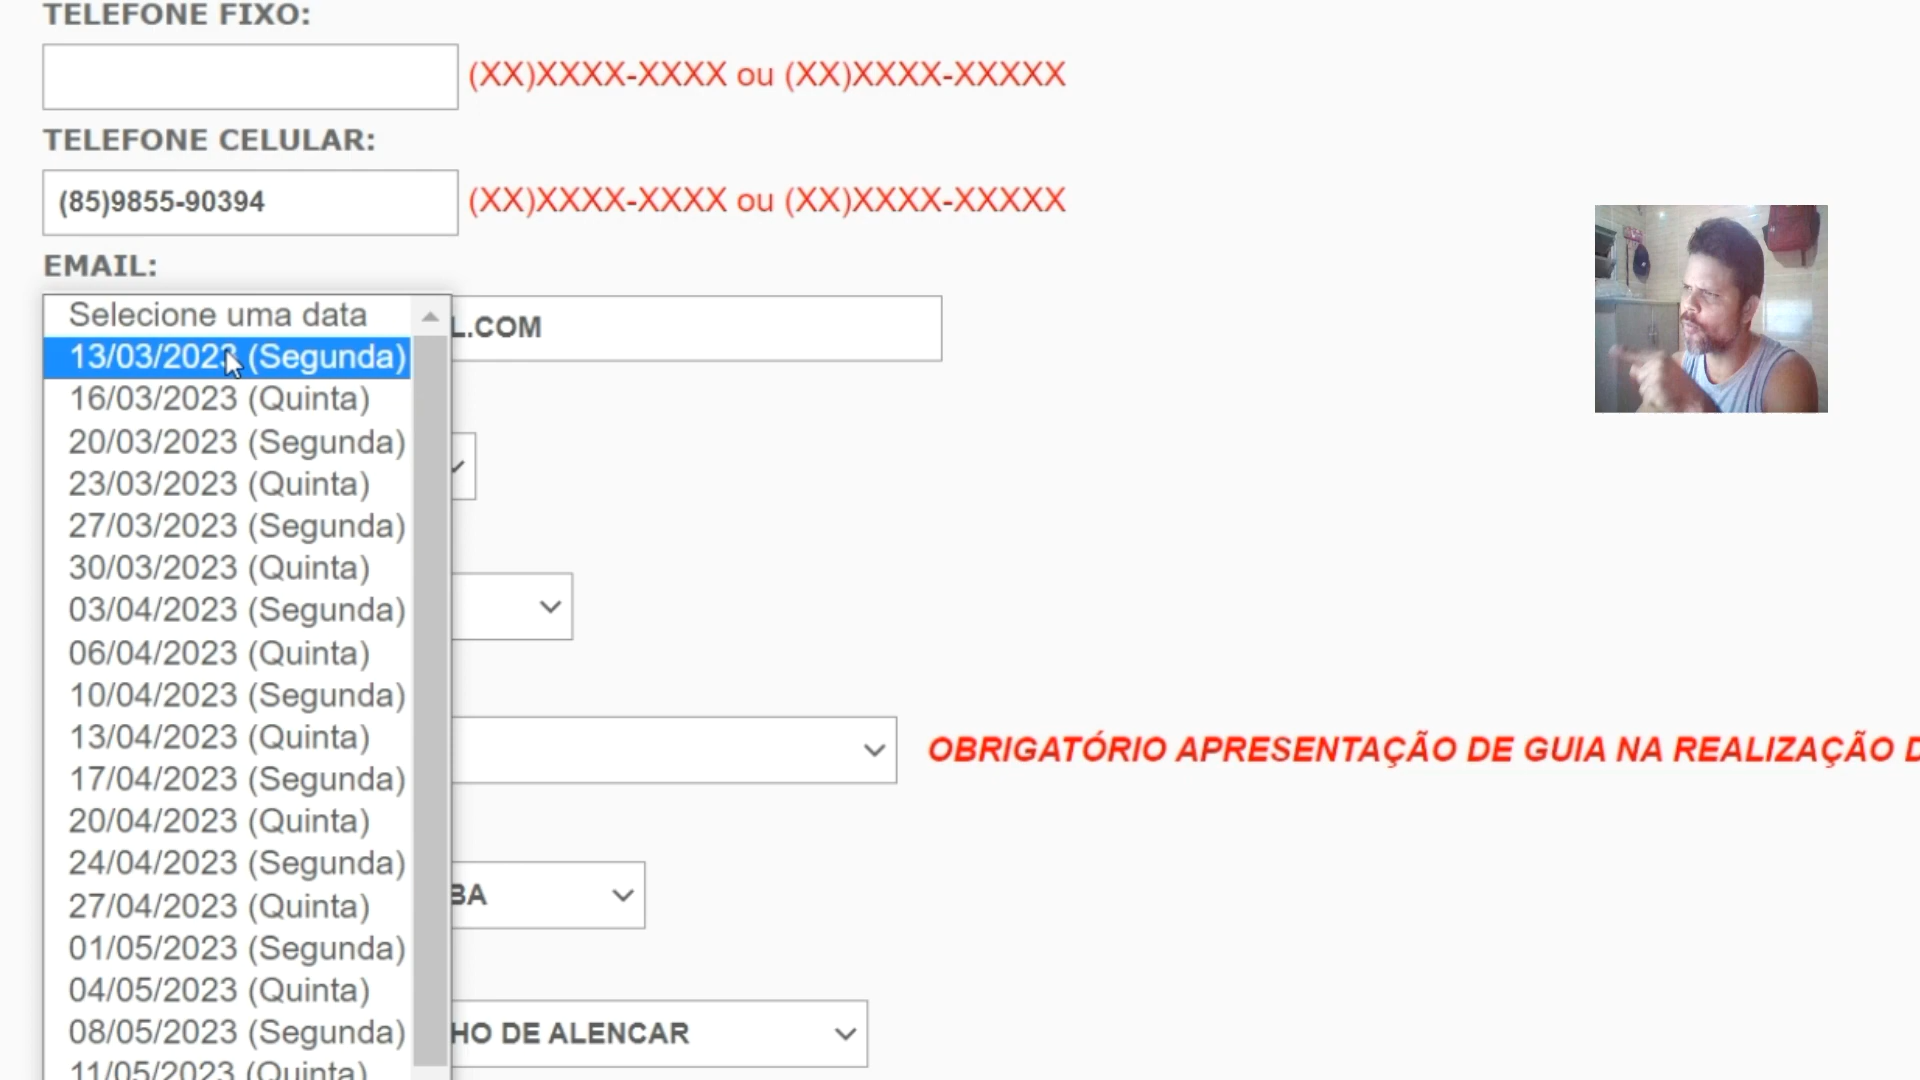 TELEFONE FIXO:
(XX)XXXX-XXXX ou (XX)XXXX-XXXXX
TELEFONE CELULAR:
(85)9855-90394
(XX)XXXX-XXXX ou (XX)XXXX-XXXXX
EMAIL:
Selecione uma data
L.COM
13/03/2023 (Segunda)
16/03/2023 (Quinta)
20/03/2023 (Segunda)
23/03/2023 (Quinta)
27/03/2023 (Segunda)
30/03/2023 (Quinta)
03/04/2023 (Segunda)
06/04/2023 (Quinta)
10/04/2023 (Segunda)
13/04/2023 (Quinta)
OBRIGATÓRIO APRESENTAÇÃO DE GUIA NA REALIZAÇÃO D
17/04/2023 (Segunda)
20/04/2023 (Quinta)
24/04/2023 (Segunda)
BA
27/04/2023 (Quinta)
01/05/2023 (Segunda)
04/05/2023 (Quinta)
08/05/2023 (Segunda)
HO DE ALENCAR
11/05/2023 (Quinta)